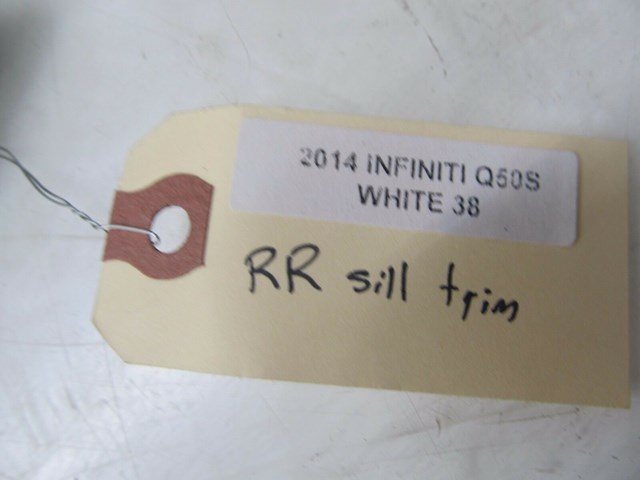 2014 INFINITI Q50S
WHITE 38
RR sill trim